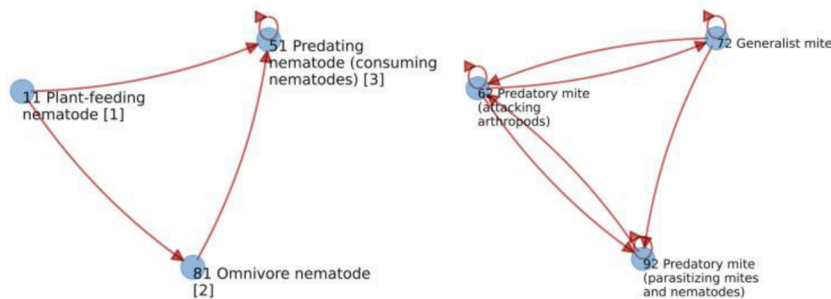 51 Predating
nematode (consuming
nematodes) [3]
11 Plant-feeding
nematode [1]
81 Omnivore nematode
[2]
72 Generalist mite
62 Predatory mite
(attacking
arthropods)
92 Predatory mite
(parasitizing mites
and nematodes)